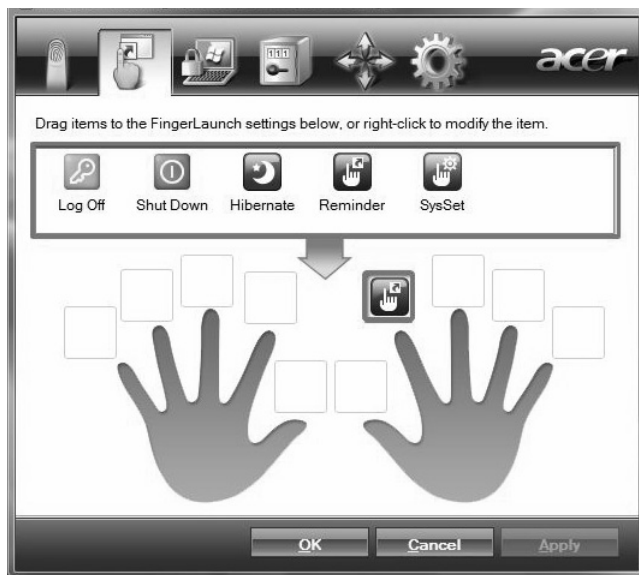 acer
Drag items to the FingerLaunch settings below, or right-click to modify the item.
Log Off Shut Down Hibernate Reminder SysSet
OK Cancel Apply